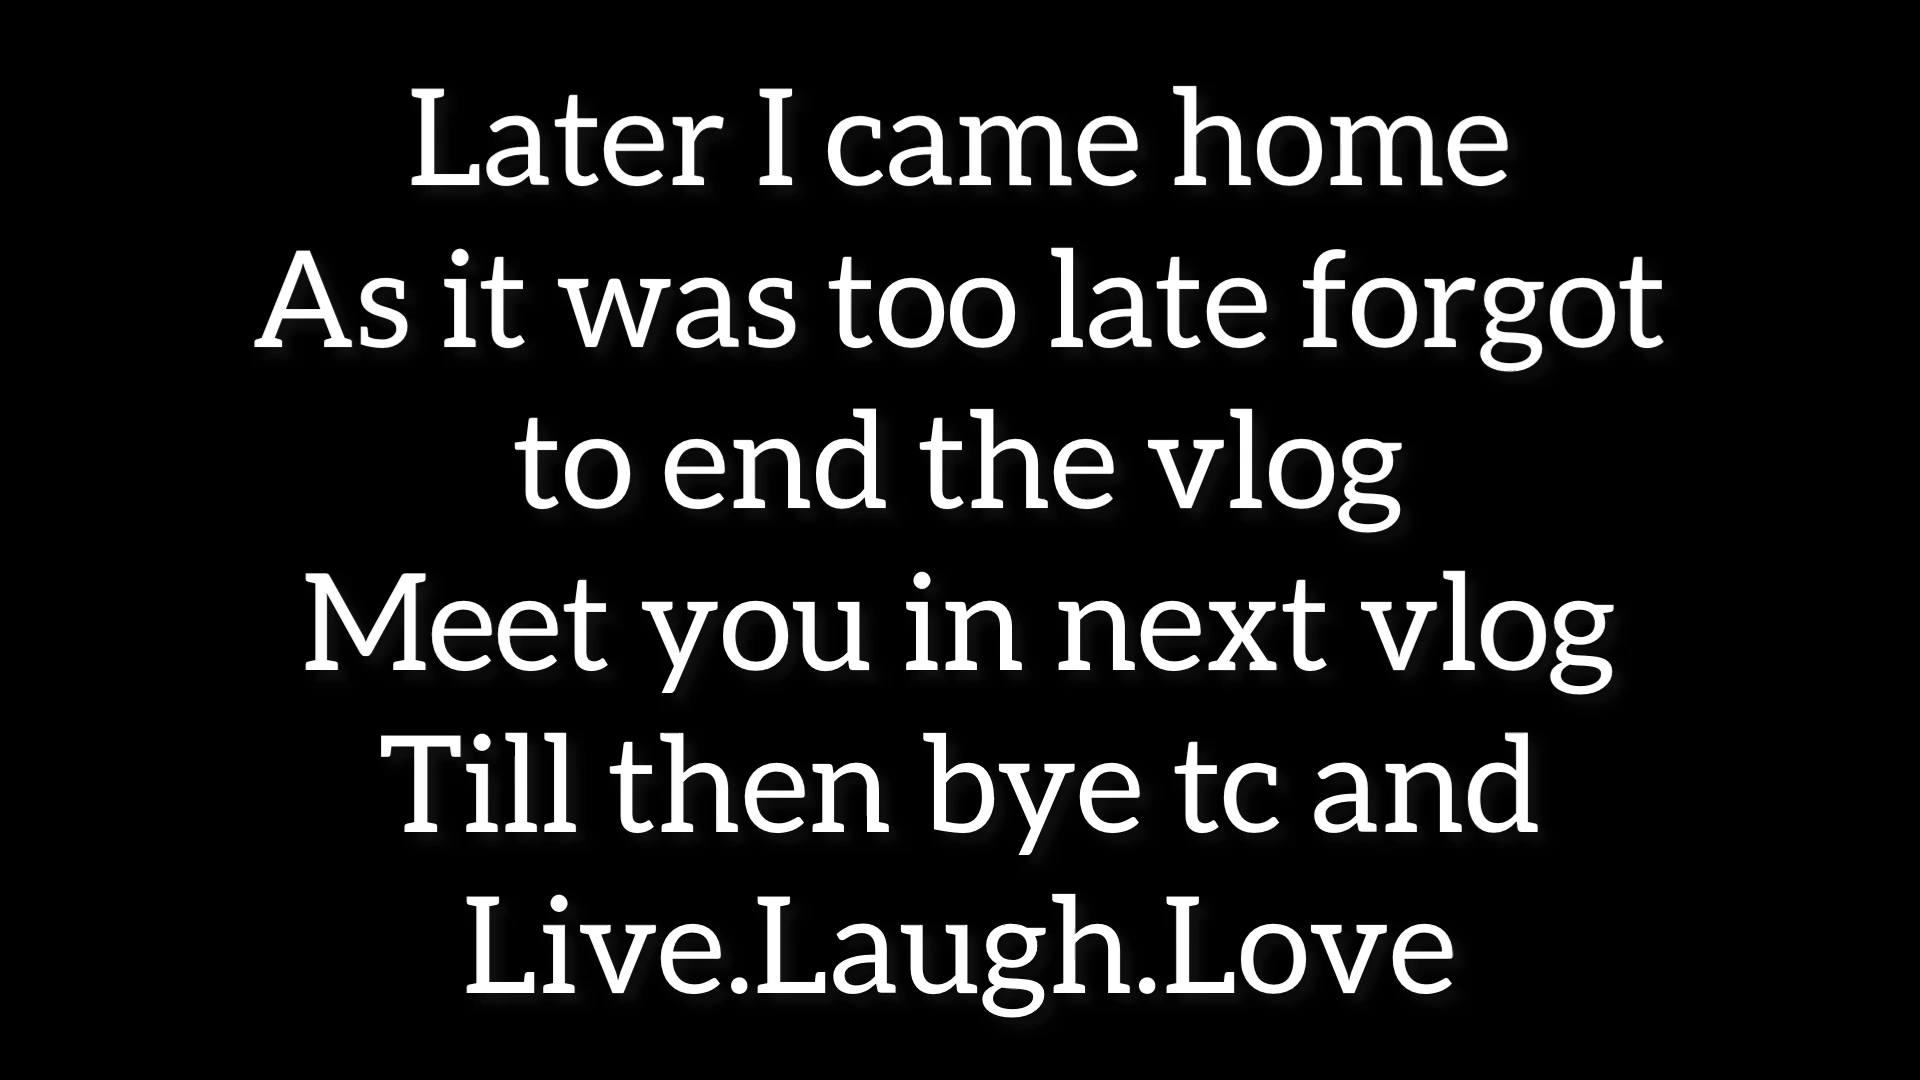 Later I came home
As it was too late forgot
to end the vlog
Meet you in next vlog
Till then bye tc and
Live.Laugh.Love